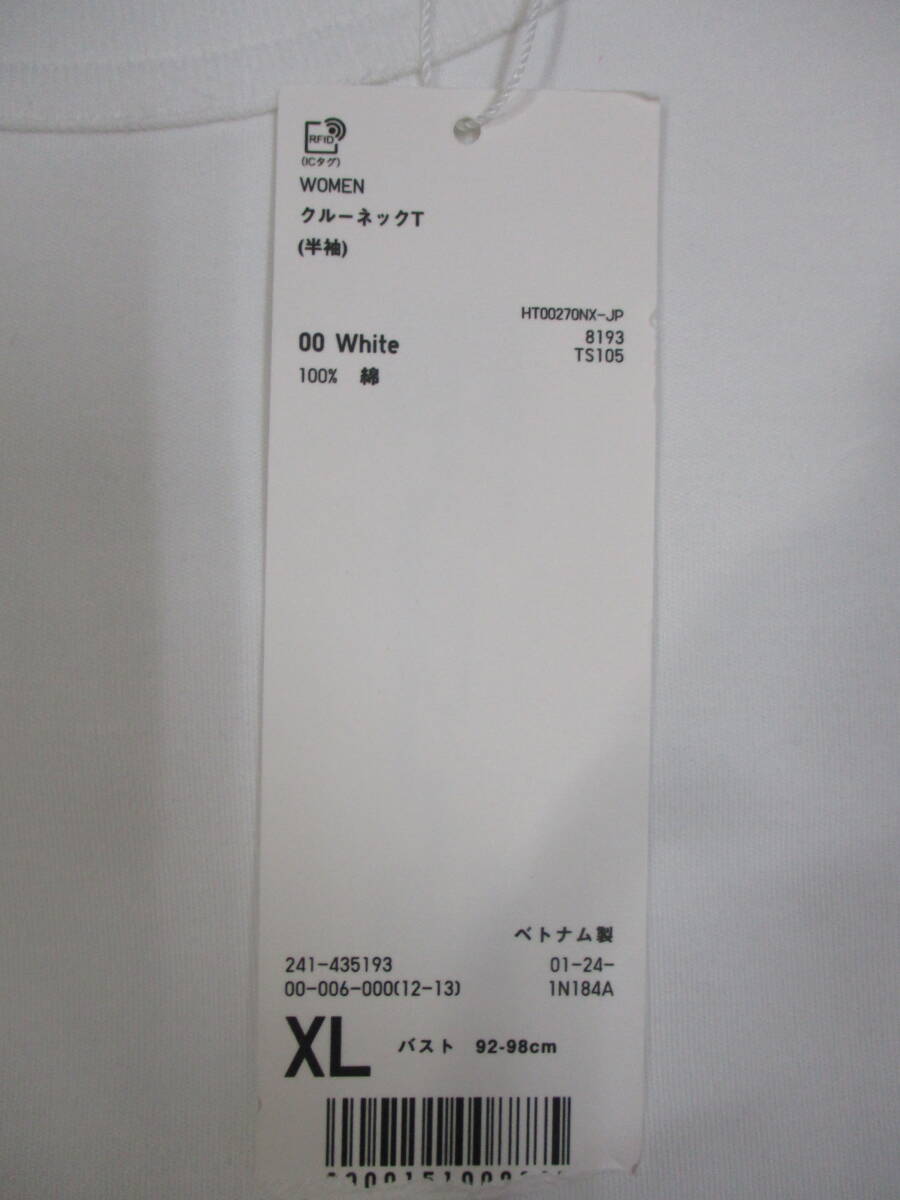 RFID
(ICタグ)
WOMEN
クルーネックT
(半袖)
HT00270NX-JP
00 White
8193
TS105
100% 綿
ベトナム製
241-435193
01-24-
00-006-000(12-13)
1N184A
XL バスト 92-98cm